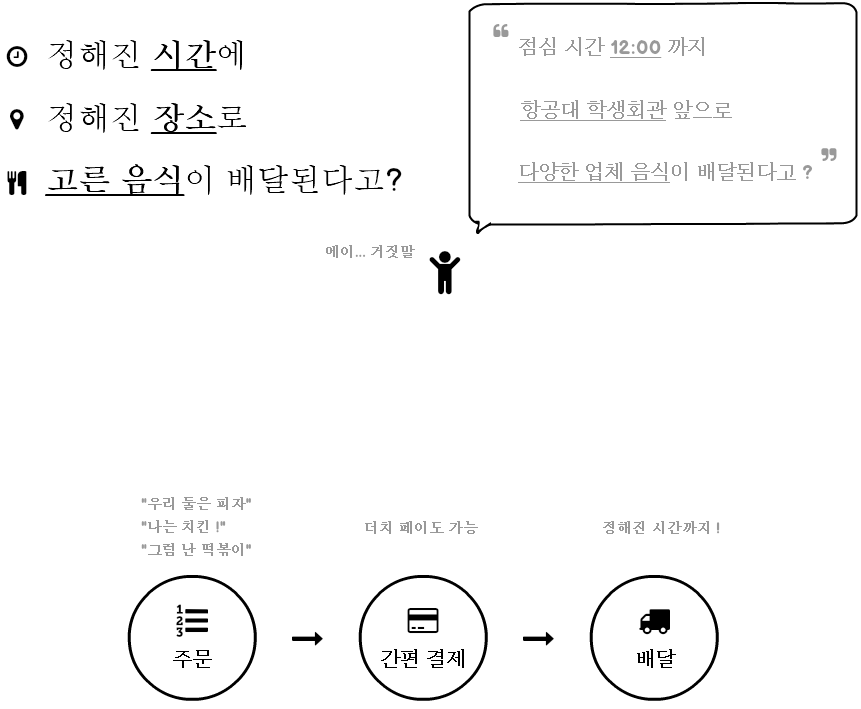 정해진 시간에
정해진 장소로
고른 음식이 배달된다고?
❝ 점심 시간 12:00 까지
항공대 학생회관 앞으로
다양한 업체 음식이 배달된다고 ? ❞
에이... 거짓말
"우리 둘은 피자"
"나는 치킨 !"
"그럼 난 떡볶이"
더치 페이도 가능
정해진 시간까지 !
1
2
3
주문
간편 결제
배달